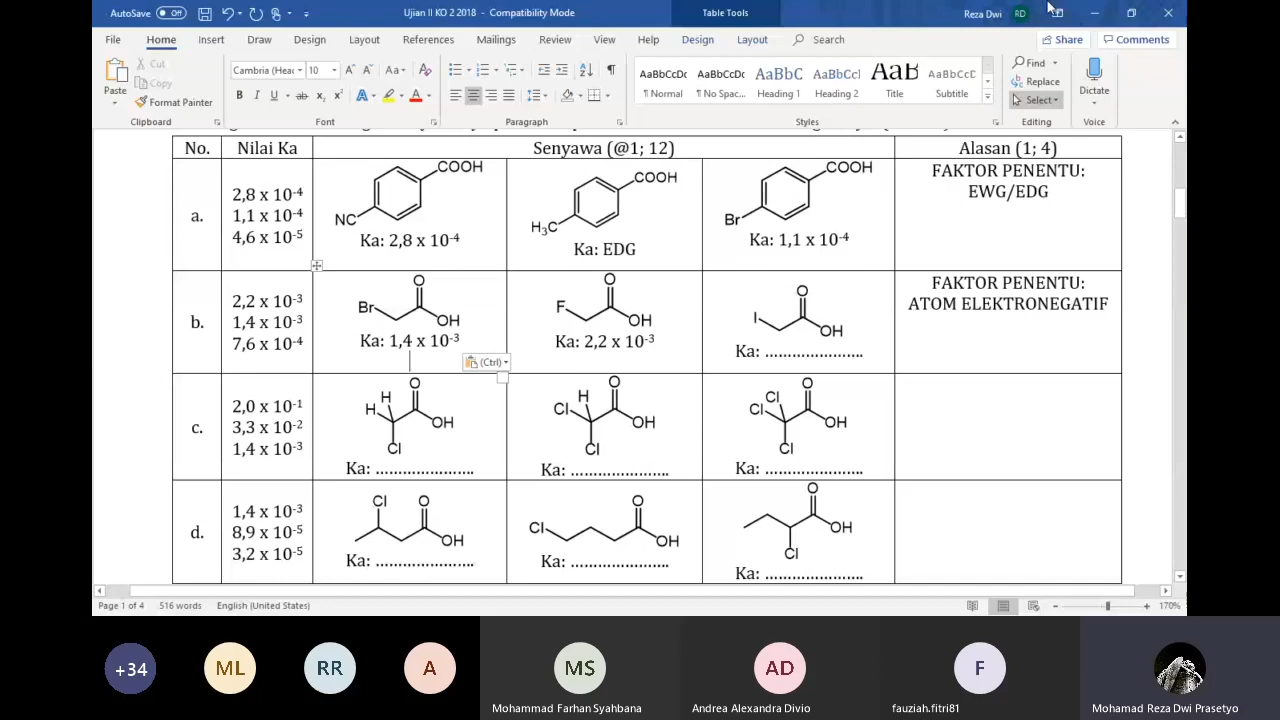 AutoSave Off
Ujian II KO 2 2018 - Compatibility Mode
Table Tools
Reza Dwi RD
File Home Insert Draw Design Layout References Mailings Review View Help Design Layout Search Share Comments
Paste
Cut
Copy
Format Painter
Clipboard
Cambria (Hea 10
Font
Paragraph
AaBbCcDc AaBbCcDc AaBbC AaBbCcI AaB AaBbCcD
¶ Normal ¶ No Spac... Heading 1 Heading 2 Title Subtitle
Styles
Find
Replace
Select
Editing
Dictate
Voice
No. Nilai Ka Senyawa (@1; 12) Alasan (1; 4)
a.
2,8 x 10-4
1,1 x 10-4
4,6 x 10-5
COOH
NC
Ka: 2,8 x 10-4
COOH
H3C
Ka: EDG
COOH
Br
Ka: 1,1 x 10-4
FAKTOR PENENTU:
EWG/EDG
b.
2,2 x 10-3
1,4 x 10-3
7,6 x 10-4
O
Br
OH
Ka: 1,4 x 10-3
(Ctrl)
O
F
OH
Ka: 2,2 x 10-3
O
I
OH
Ka: ......................
FAKTOR PENENTU:
ATOM ELEKTRONEGATIF
c.
2,0 x 10-1
3,3 x 10-2
1,4 x 10-3
O
H
H
OH
Cl
Ka: ......................
O
H
Cl
OH
Cl
Ka: ......................
O
Cl
Cl
OH
Cl
Ka: ......................
d.
1,4 x 10-3
8,9 x 10-5
3,2 x 10-5
Cl O
OH
Ka: ......................
O
Cl
OH
Ka: ......................
O
OH
Cl
Ka: ......................
Page 1 of 4 516 words English (United States) 170%
+34 ML RR A MS AD F
Mohammad Farhan Syahbana
Andrea Alexandra Divio
fauziah.fitri81
Mohamad Reza Dwi Prasetyo